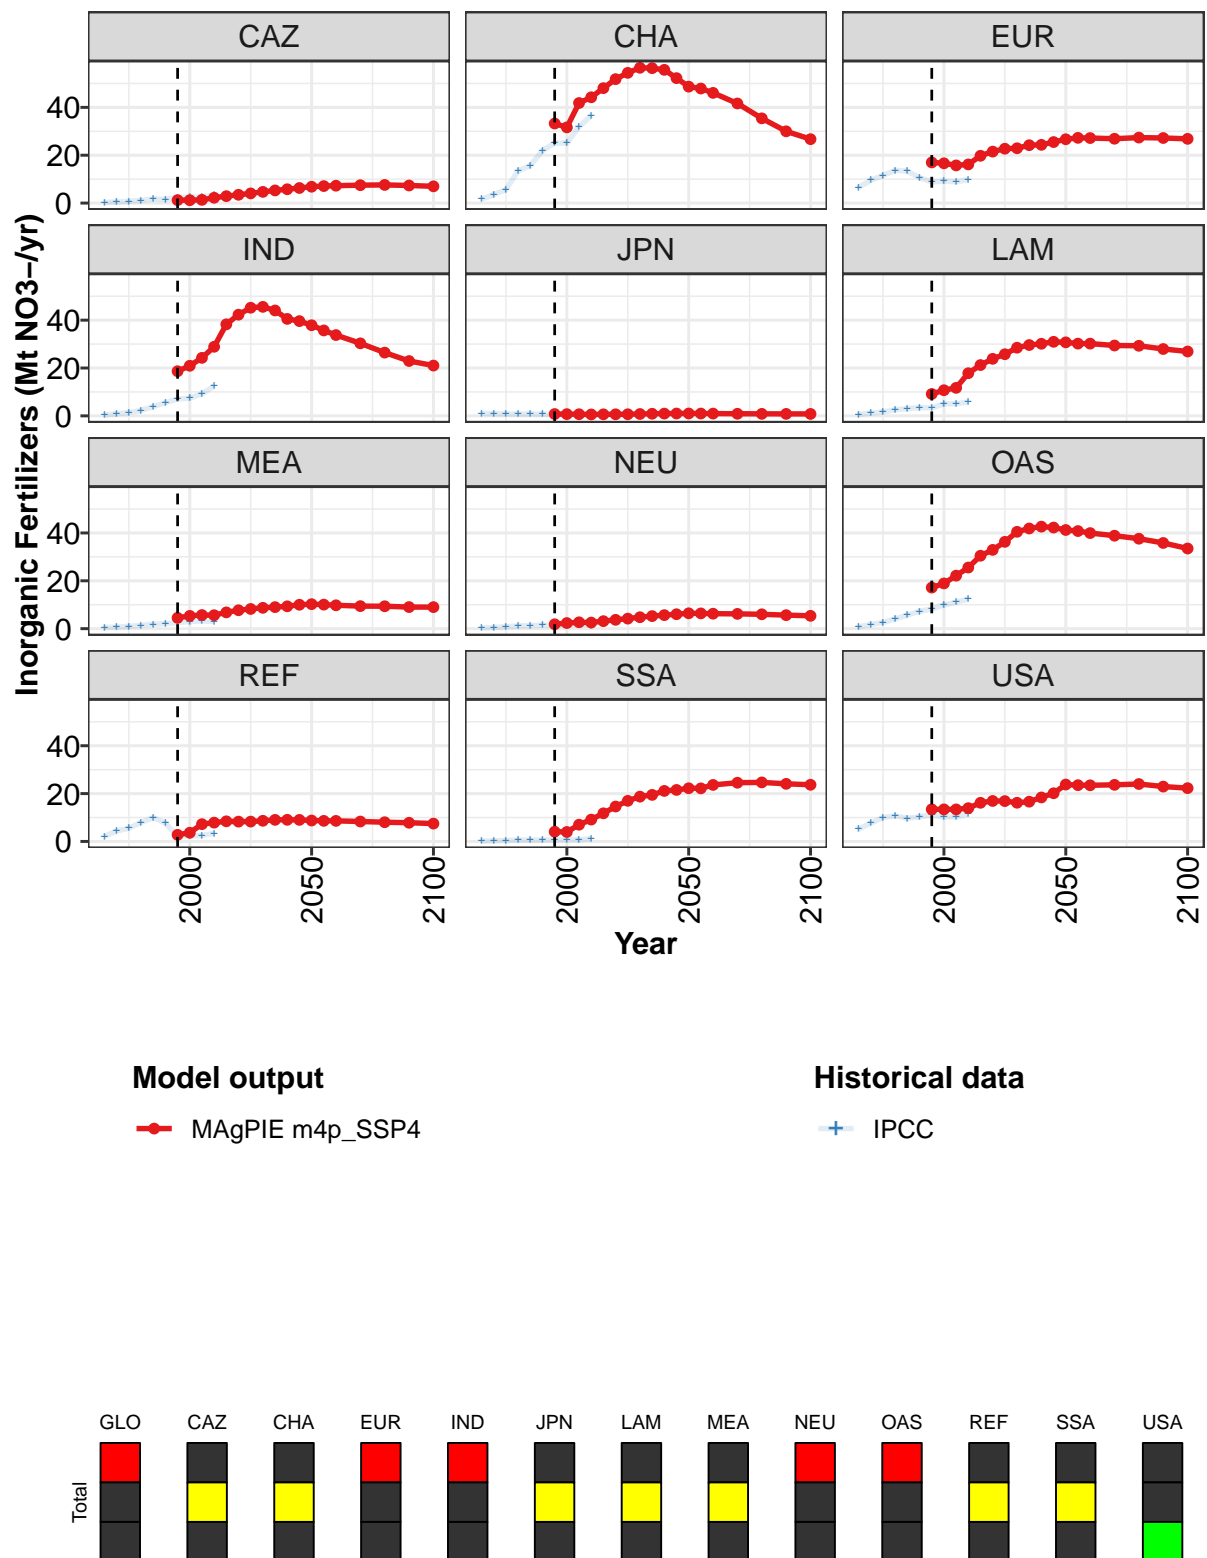 CAZ CHA EUR
40
20
0
IND JPN LAM
40
20
0
MEA NEU OAS
40
20
0
REF SSA USA
40
20
0
Inorganic Fertilizers (Mt NO3−/yr)
2000 2050 2100 2000 2050 2100 2000 2050 2100
Year
Model output Historical data
MAgPIE m4p_SSP4 IPCC
GLO CAZ CHA EUR IND JPN LAM MEA NEU OAS REF SSA USA
Total